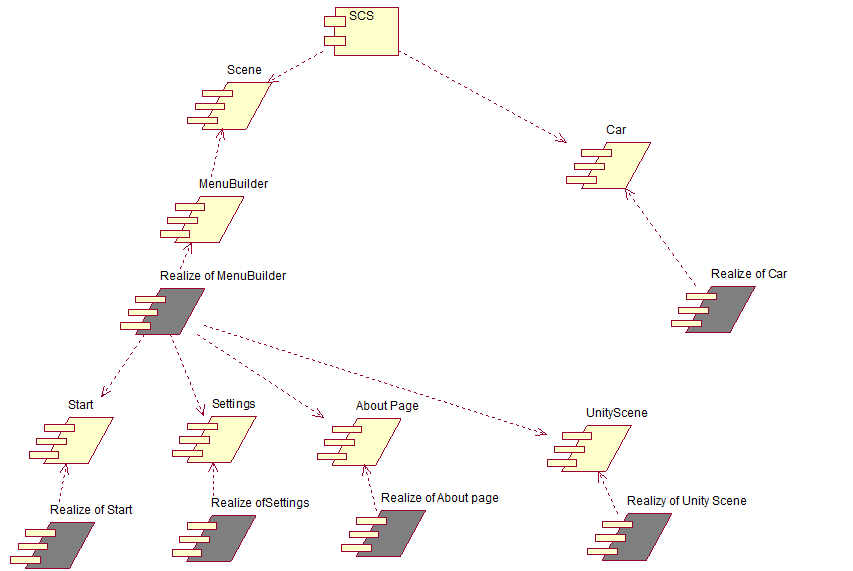 SCS
Scene
Car
MenuBuilder
Realize of MenuBuilder
Realize of Car
Start
Settings
About Page
UnityScene
Realize of Start
Realize ofSettings
Realize of About page
Realizy of Unity Scene